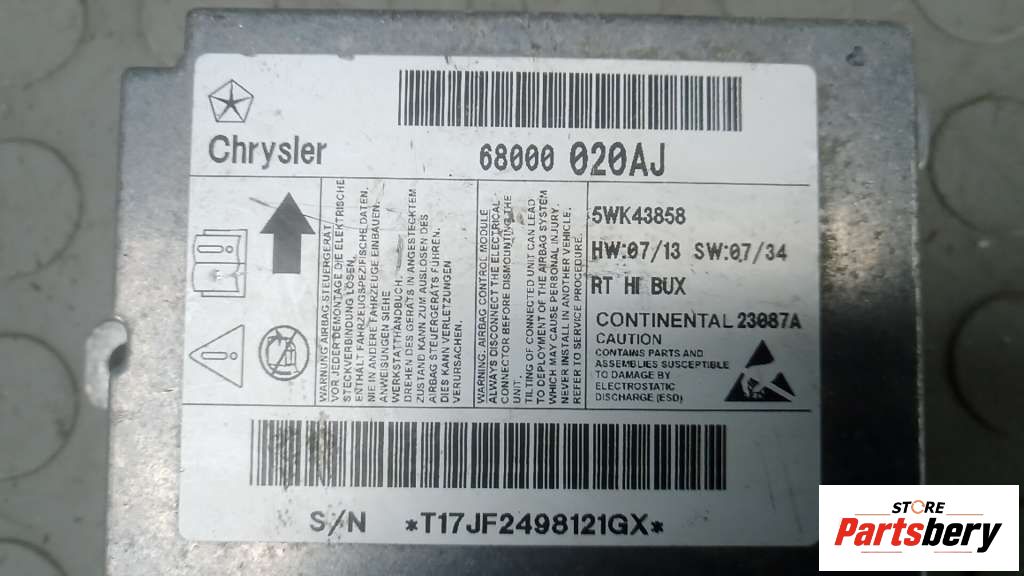 Chrysler
68000 020AJ
WARNUNG. AIRBAG-STEUERGERÄT
VOR JEDER DEMONTAGE DIE ELEKTRISCHE
STECKVERBINDUNG LÖSEN.
ENTHÄLT FAHRZEUGSPEZIFISCHE DATEN.
NIE IN ANDERE FAHRZEUGE EINBAUEN.
ANWEISUNGEN SIEHE
WERKSTATTHANDBUCH.
DREHEN DES GERÄTS IN ANGESTECKTEM
ZUSTAND KANN ZUM AUSLÖSEN DES
AIRBAG STEUERGERÄTS FÜHREN.
DIES KANN VERLETZUNGEN
VERURSACHEN.
WARNING. AIRBAG CONTROL MODULE
ALWAYS DISCONNECT THE ELECTRICAL
CONNECTOR BEFORE DISMOUNTING THE
UNIT.
TILTING OF CONNECTED UNIT CAN LEAD
TO DEPLOYMENT OF THE AIRBAG SYSTEM
WHICH MAY CAUSE PERSONAL INJURY.
NEVER INSTALL IN ANOTHER VEHICLE.
REFER TO SERVICE PROCEDURE.
5WK43858
HW:07/13 SW:07/34
RT HI BUX
CONTINENTAL 23087A
CAUTION
CONTAINS PARTS AND
ASSEMBLIES SUSCEPTIBLE
TO DAMAGE BY
ELECTROSTATIC
DISCHARGE (ESD)
S/N *T17JF2498121GX*
STORE
Partsbery